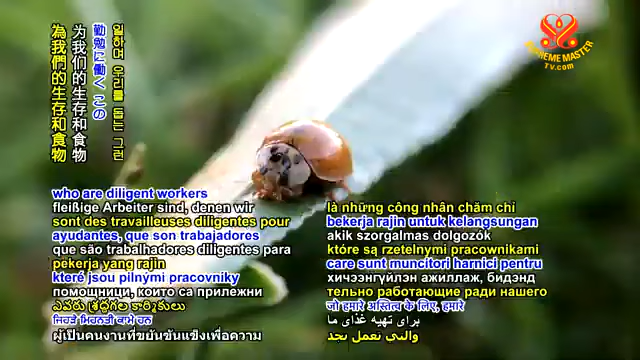 為我們的生存和食物
为我们的生存和食物
勤勉に働く この
일하며 우리를 돕는 그런
SUPREME MASTER
TV.com
who are diligent workers
fleißige Arbeiter sind, denen wir
sont des travailleuses diligentes pour
ayudantes, que son trabajadores
que são trabalhadores diligentes para
pekerja yang rajin
které jsou pilnými pracovníky
помощници, които са прилежни
ఎవరు శ్రద్ధగల కార్మికులు
ਜਿਹੜੇ ਮਿਹਨਤੀ ਕਾਮੇ ਹਨ
ผู้เป็นคนงานที่ขยันขันแข็งเพื่อความ
là những công nhân chăm chỉ
bekerja rajin untuk kelangsungan
akik szorgalmas dolgozók
które są rzetelnymi pracownikami
care sunt muncitori harnici pentru
хичээнгүйлэн ажиллаж, бидэнд
тельно работающие ради нашего
जो हमारे अस्तित्व के लिए, हमारे
برای تهیه غذای ما
والتي تعمل بجد